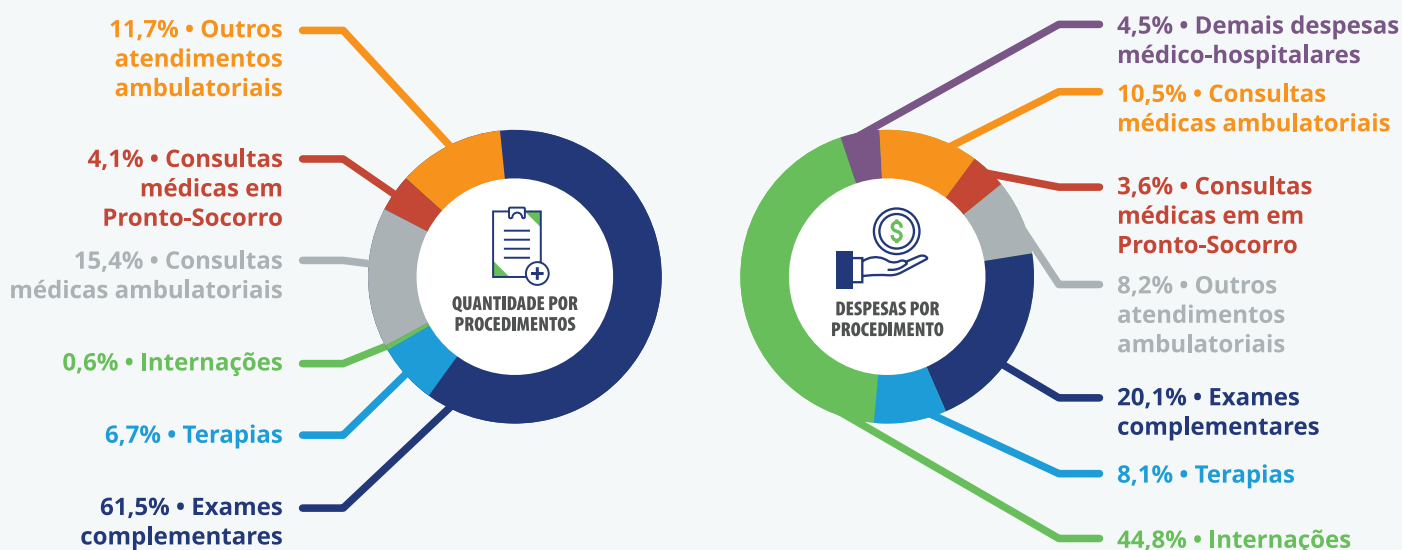 11,7% • Outros
atendimentos
ambulatoriais
4,1% • Consultas
médicas em
Pronto-Socorro
15,4% • Consultas
médicas ambulatoriais
0,6% • Internações
6,7% • Terapias
61,5% • Exames
complementares
QUANTIDADE POR
PROCEDIMENTOS
$
DESPESAS POR
PROCEDIMENTO
4,5% • Demais despesas
médico-hospitalares
10,5% • Consultas
médicas ambulatoriais
3,6% • Consultas
médicas em em
Pronto-Socorro
8,2% • Outros
atendimentos
ambulatoriais
20,1% • Exames
complementares
8,1% • Terapias
44,8% • Internações